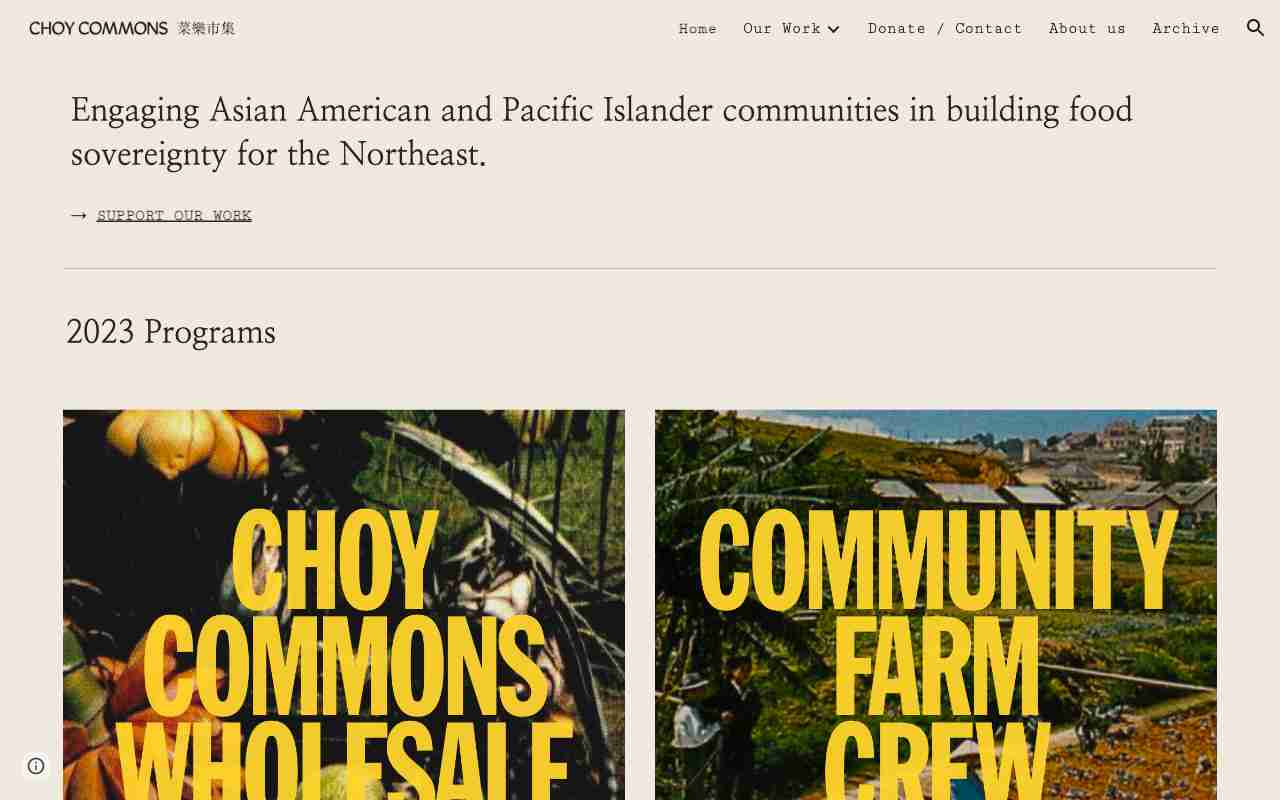 CHOY COMMONS 菜樂市集
Home Our Work Donate / Contact About us Archive
Engaging Asian American and Pacific Islander communities in building food
sovereignty for the Northeast.
→ SUPPORT OUR WORK
2023 Programs
CHOY
COMMONS
WHOLESALE
COMMUNITY
FARM
CREW